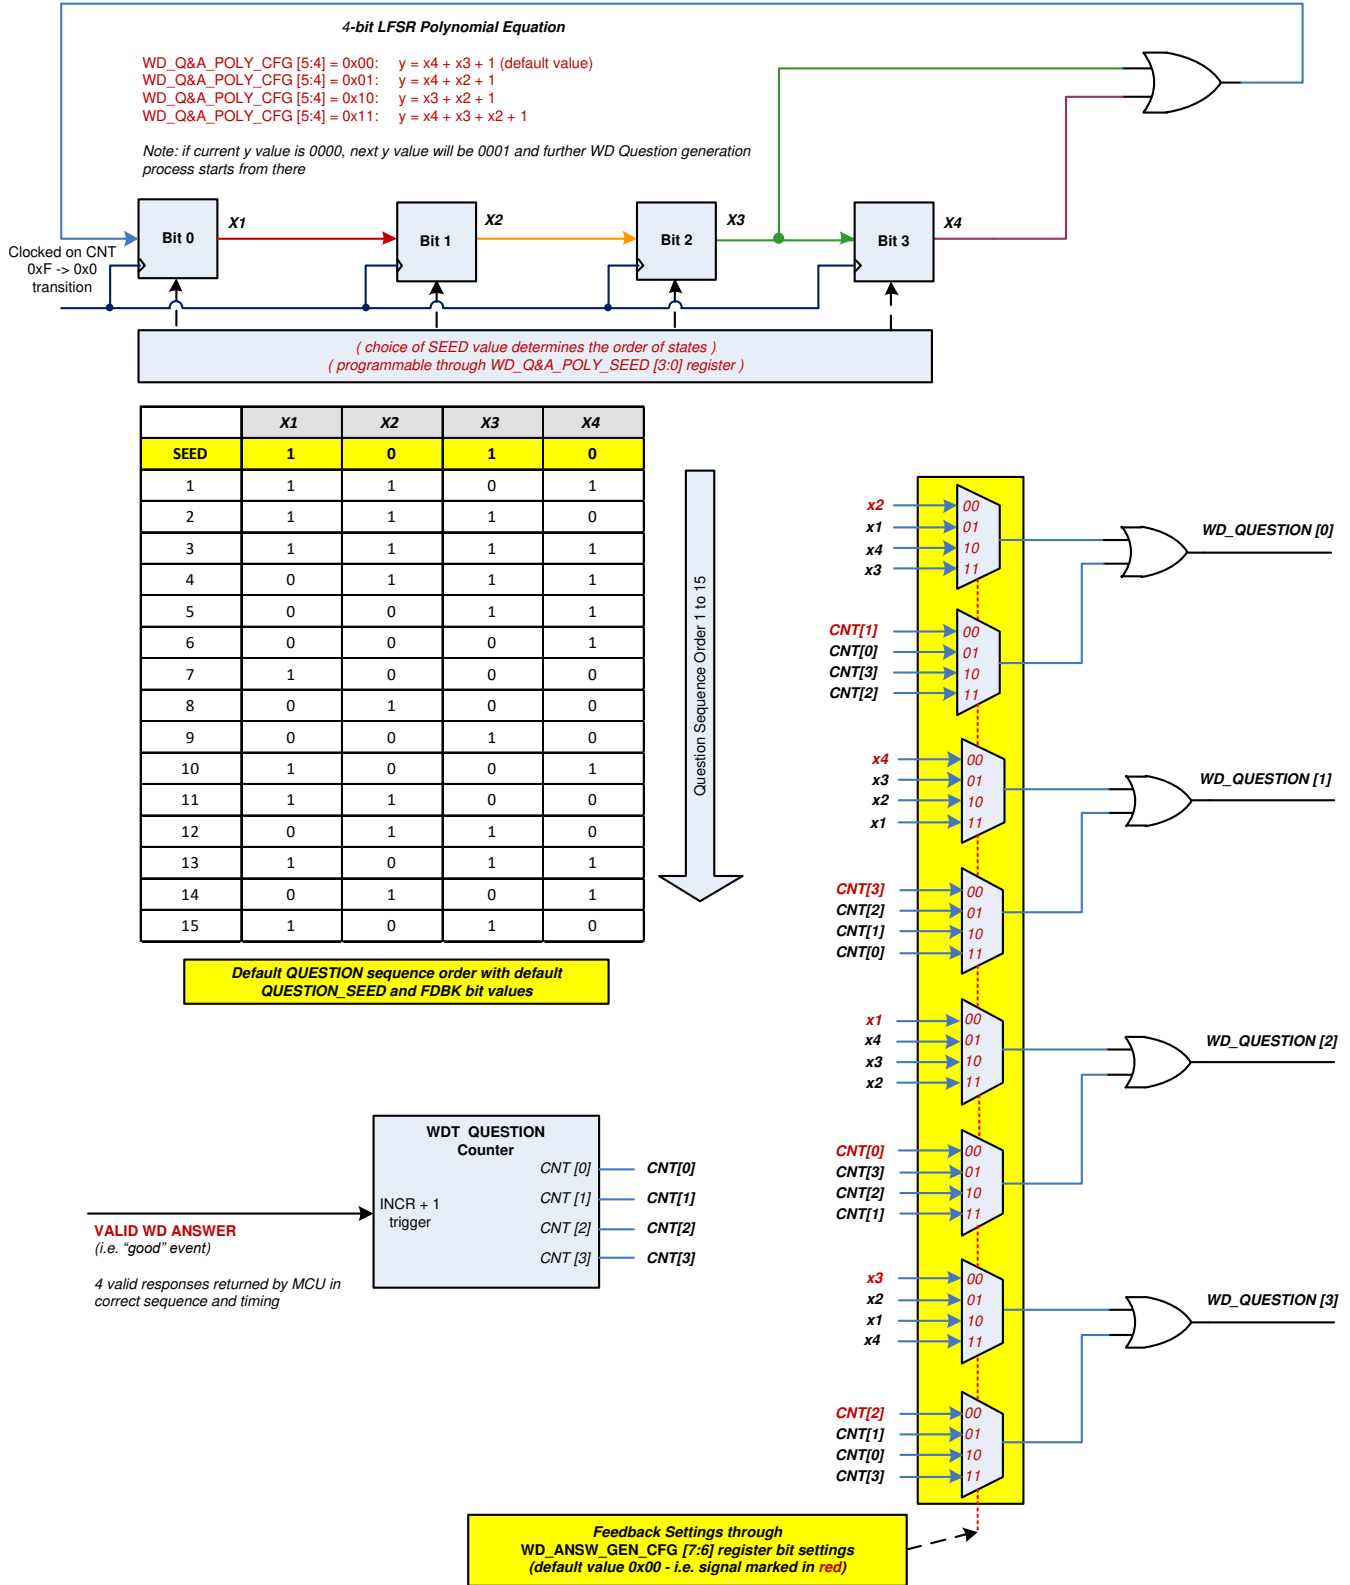 4-bit LFSR Polynomial Equation
WD_Q&A_POLY_CFG [5:4] = 0x00: y = x4 + x3 + 1 (default value)
WD_Q&A_POLY_CFG [5:4] = 0x01: y = x4 + x2 + 1
WD_Q&A_POLY_CFG [5:4] = 0x10: y = x3 + x2 + 1
WD_Q&A_POLY_CFG [5:4] = 0x11: y = x4 + x3 + x2 + 1
Note: if current y value is 0000, next y value will be 0001 and further WD Question generation
process starts from there
Bit 0
X1
Bit 1
X2
Bit 2
X3
Bit 3
X4
Clocked on CNT
0xF -> 0x0
transition
( choice of SEED value determines the order of states )
( programmable through WD_Q&A_POLY_SEED [3:0] register )
X1 X2 X3 X4
SEED 1 0 1 0
1 1 1 0 1
2 1 1 1 0
3 1 1 1 1
4 0 1 1 1
5 0 0 1 1
6 0 0 0 1
7 1 0 0 0
8 0 1 0 0
9 0 0 1 0
10 1 0 0 1
11 1 1 0 0
12 0 1 1 0
13 1 0 1 1
14 0 1 0 1
15 1 0 1 0
Question Sequence Order 1 to 15
Default QUESTION sequence order with default
QUESTION_SEED and FDBK bit values
x2 00
x1 01
x4 10
x3 11
WD_QUESTION [0]
CNT[1] 00
CNT[0] 01
CNT[3] 10
CNT[2] 11
x4 00
x3 01
x2 10
x1 11
WD_QUESTION [1]
CNT[3] 00
CNT[2] 01
CNT[1] 10
CNT[0] 11
x1 00
x4 01
x3 10
x2 11
WD_QUESTION [2]
CNT[0] 00
CNT[3] 01
CNT[2] 10
CNT[1] 11
x3 00
x2 01
x1 10
x4 11
WD_QUESTION [3]
CNT[2] 00
CNT[1] 01
CNT[0] 10
CNT[3] 11
WDT QUESTION
Counter
CNT [0] CNT[0]
CNT [1] CNT[1]
CNT [2] CNT[2]
CNT [3] CNT[3]
INCR + 1
trigger
VALID WD ANSWER
(i.e. “good” event)
4 valid responses returned by MCU in
correct sequence and timing
Feedback Settings through
WD_ANSW_GEN_CFG [7:6] register bit settings
(default value 0x00 - i.e. signal marked in red)